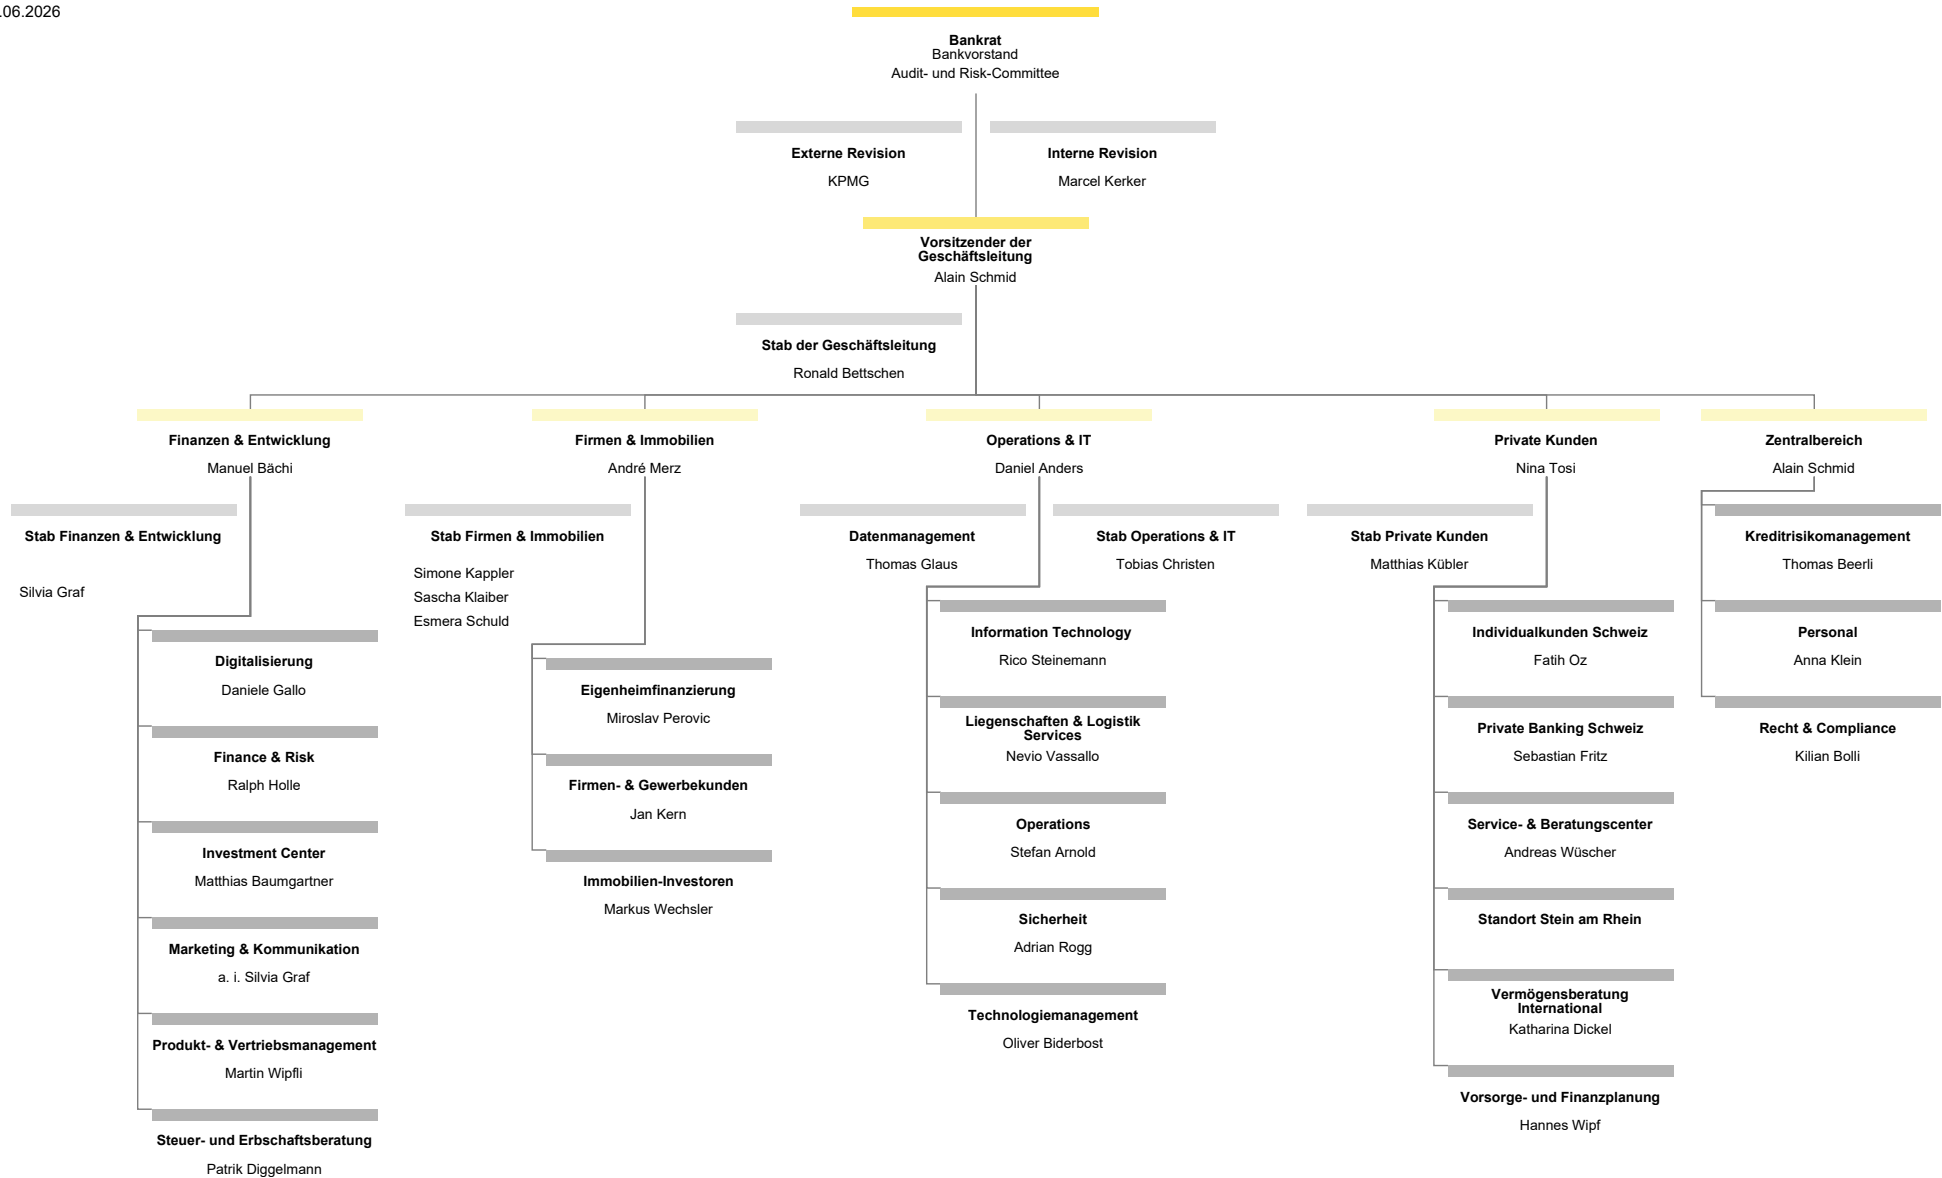 .06.2026
Bankrat
Bankvorstand
Audit- und Risk-Committee
Externe Revision
KPMG
Interne Revision
Marcel Kerker
Vorsitzender der
Geschäftsleitung
Alain Schmid
Stab der Geschäftsleitung
Ronald Bettschen
Finanzen & Entwicklung
Manuel Bächi
Stab Finanzen & Entwicklung
Silvia Graf
Digitalisierung
Daniele Gallo
Finance & Risk
Ralph Holle
Investment Center
Matthias Baumgartner
Marketing & Kommunikation
a. i. Silvia Graf
Produkt- & Vertriebsmanagement
Martin Wipfli
Steuer- und Erbschaftsberatung
Patrik Diggelmann
Firmen & Immobilien
André Merz
Stab Firmen & Immobilien
Simone Kappler
Sascha Klaiber
Esmera Schuld
Eigenheimfinanzierung
Miroslav Perovic
Firmen- & Gewerbekunden
Jan Kern
Immobilien-Investoren
Markus Wechsler
Operations & IT
Daniel Anders
Datenmanagement
Thomas Glaus
Stab Operations & IT
Tobias Christen
Information Technology
Rico Steinemann
Liegenschaften & Logistik
Services
Nevio Vassallo
Operations
Stefan Arnold
Sicherheit
Adrian Rogg
Technologiemanagement
Oliver Biderbost
Private Kunden
Nina Tosi
Stab Private Kunden
Matthias Kübler
Individualkunden Schweiz
Fatih Oz
Private Banking Schweiz
Sebastian Fritz
Service- & Beratungscenter
Andreas Wüscher
Standort Stein am Rhein
Vermögensberatung
International
Katharina Dickel
Vorsorge- und Finanzplanung
Hannes Wipf
Zentralbereich
Alain Schmid
Kreditrisikomanagement
Thomas Beerli
Personal
Anna Klein
Recht & Compliance
Kilian Bolli